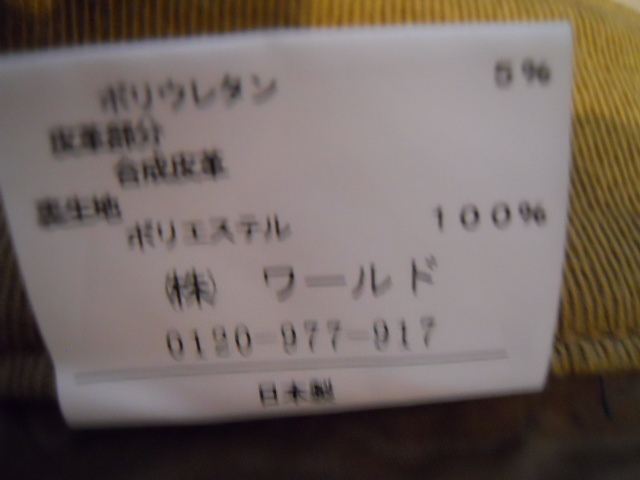 ポリウレタン 5%
皮革部分
合成皮革
裏生地
ポリエステル 100%
㈱ ワールド
0120-977-917
日本製